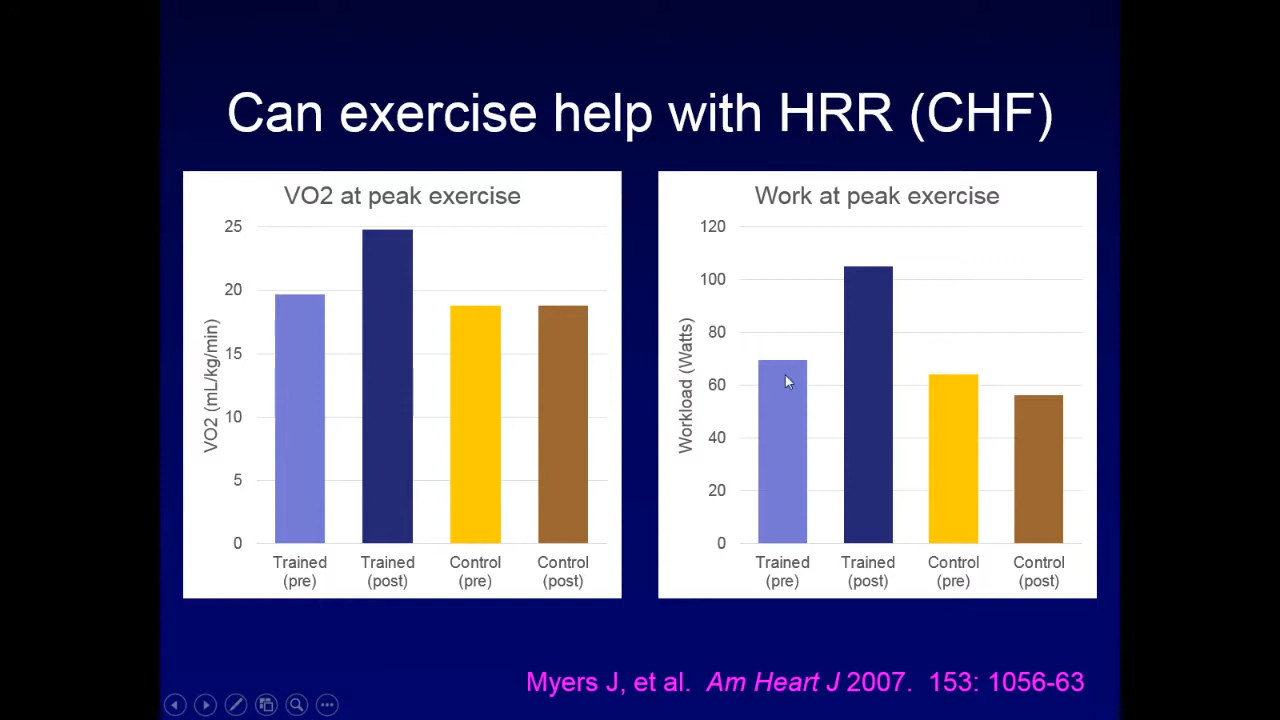 Can exercise help with HRR (CHF)
VO2 at peak exercise
25
20
15
10
5
0
VO2 (mL/kg/min)
Trained (pre)
Trained (post)
Control (pre)
Control (post)
Work at peak exercise
120
100
80
60
40
20
0
Workload (Watts)
Trained (pre)
Trained (post)
Control (pre)
Control (post)
Myers J, et al. Am Heart J 2007. 153: 1056-63